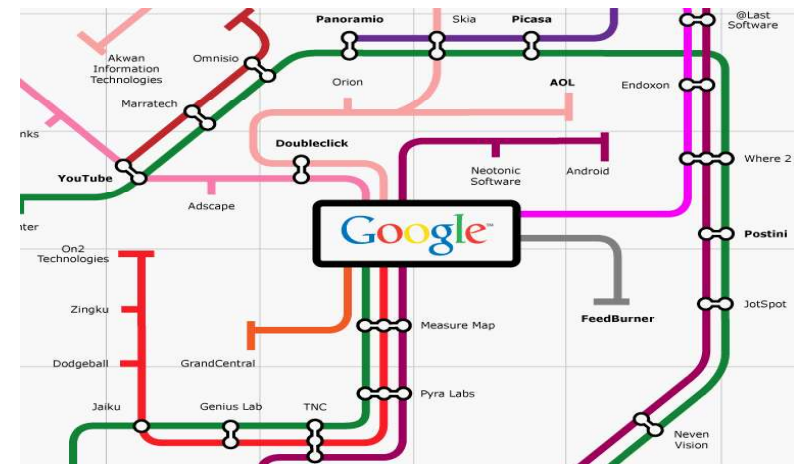 Panoramio
Skia
Picasa
@Last
Software
Akwan
Information
Technologies
Omnisio
Orion
AOL
Endoxon
Marratech
nks
Doubleclick
YouTube
Neotonic
Software
Android
Where 2
Adscape
nter
Google™
Postini
On2
Technologies
Zingku
JotSpot
FeedBurner
Measure Map
Dodgeball
GrandCentral
Pyra Labs
Jaiku
Genius Lab
TNC
Neven
Vision